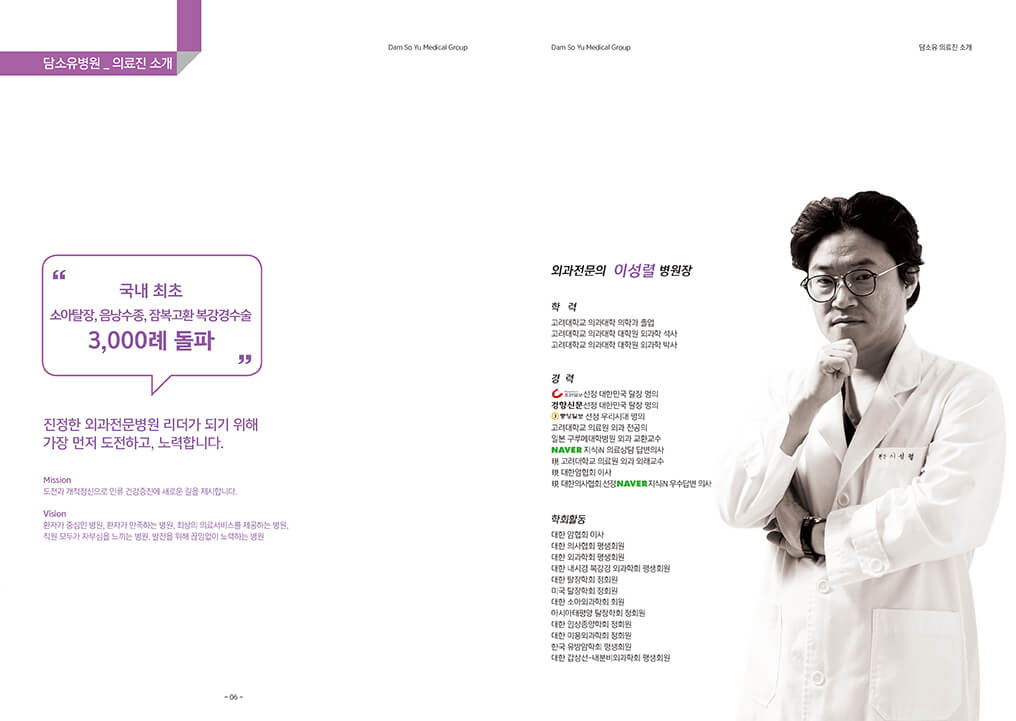 담소유병원 _ 의료진 소개
Dam So Yu Medical Group
“
국내 최초
소아탈장, 음낭수종, 잠복고환 복강경수술
3,000례 돌파
”
진정한 외과전문병원 리더가 되기 위해
가장 먼저 도전하고, 노력합니다.
Mission
도전과 개척정신으로 인류 건강증진에 새로운 길을 제시합니다.
Vision
환자가 중심인 병원, 환자가 만족하는 병원, 최상의 의료서비스를 제공하는 병원,
직원 모두가 자부심을 느끼는 병원, 발전을 위해 끊임없이 노력하는 병원
- 06 -
Dam So Yu Medical Group
담소유 의료진 소개
외과전문의 이성렬 병원장
학 력
고려대학교 의과대학 의학과 졸업
고려대학교 의과대학 대학원 외과학 석사
고려대학교 의과대학 대학원 외과학 박사
경 력
조선일보 선정 대한민국 탈장 명의
경향신문선정 대한민국 탈장 명의
중앙일보 선정 우리시대 명의
고려대학교 의료원 외과 전공의
일본 구루메대학병원 외과 교환교수
NAVER 지식iN 의료상담 답변의사
現 고려대학교 의료원 외과 외래교수
現 대한암협회 이사
現 대한의사협회 선정 NAVER 지식iN 우수답변 의사
학회활동
대한 암협회 이사
대한 의사협회 평생회원
대한 외과학회 평생회원
대한 내시경 복강경 외과학회 평생회원
대한 탈장학회 정회원
미국 탈장학회 정회원
대한 소아외과학회 회원
아시아태평양 탈장학회 정회원
대한 임상종양학회 정회원
대한 미용외과학회 정회원
한국 유방암학회 평생회원
대한 갑상선-내분비외과학회 평생회원
이성렬